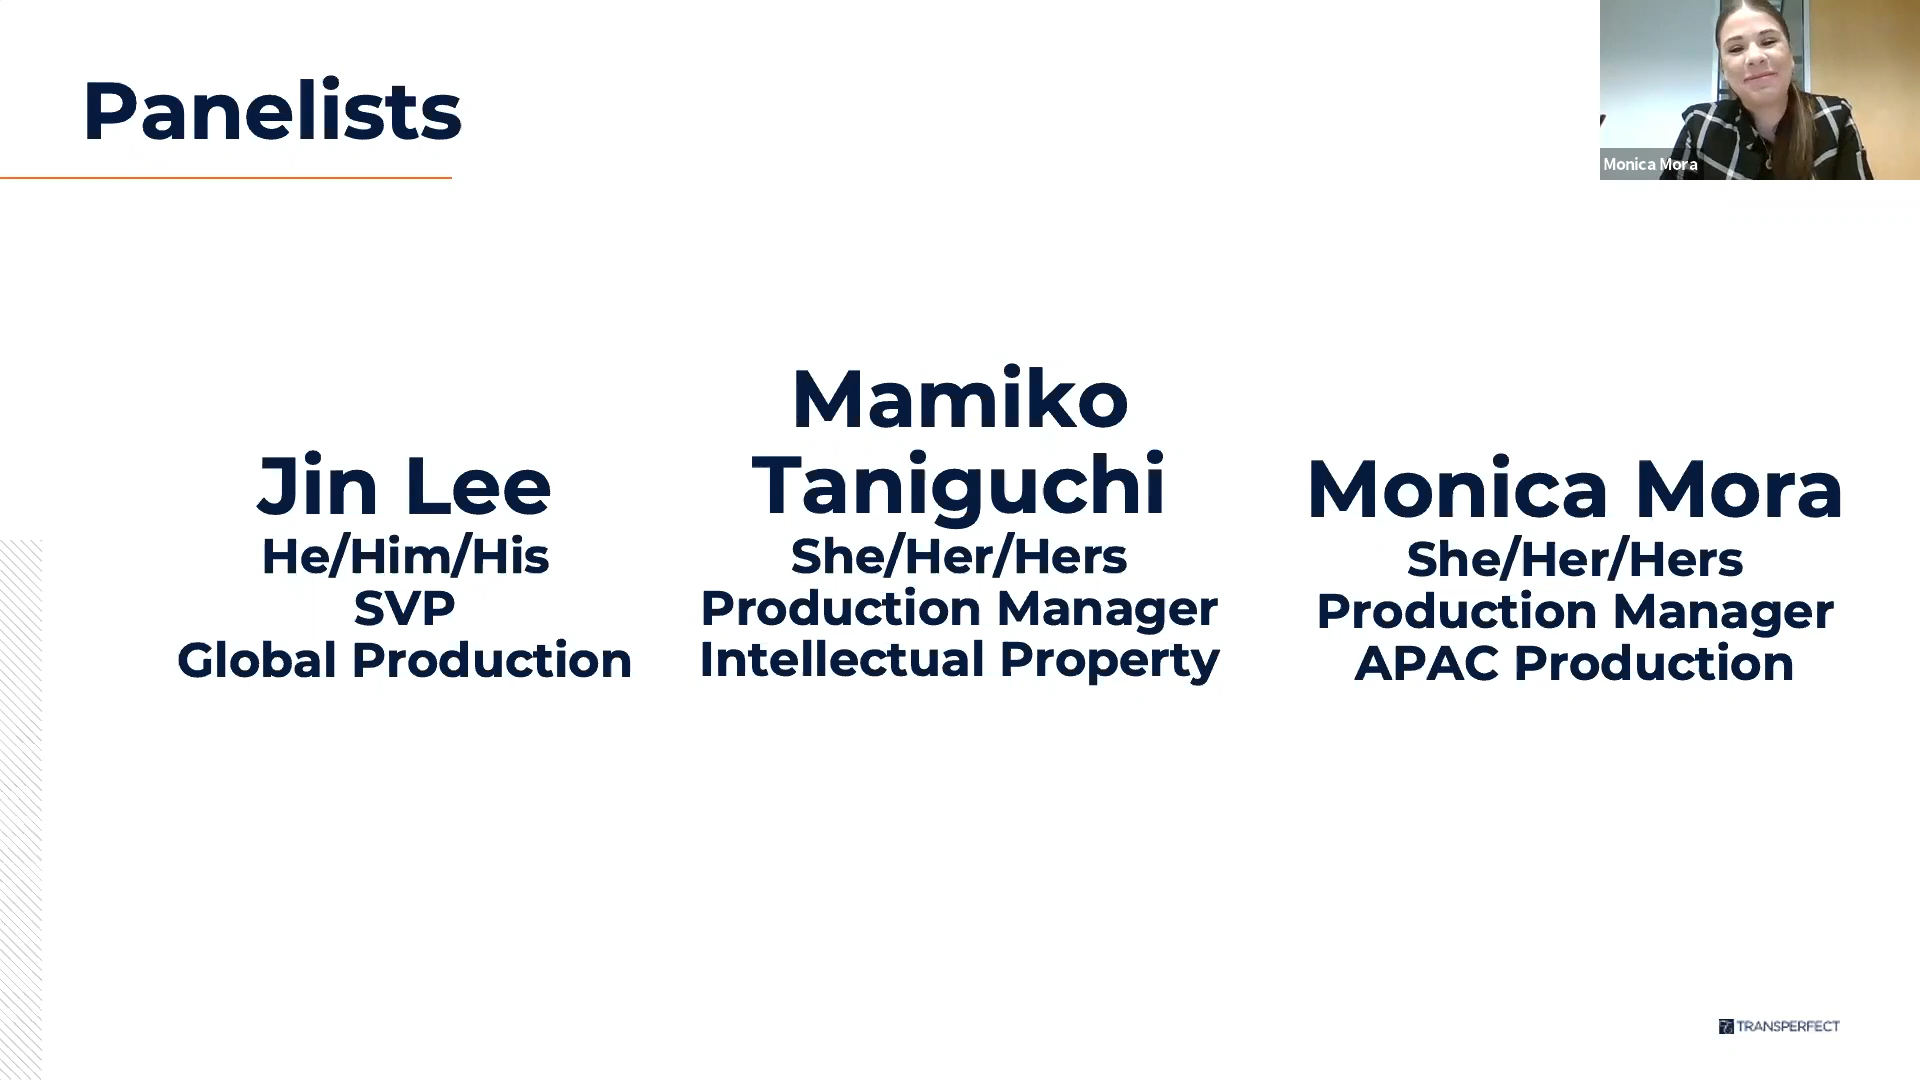 Panelists
Monica Mora
Jin Lee
He/Him/His
SVP
Global Production
Mamiko
Taniguchi
She/Her/Hers
Production Manager
Intellectual Property
Monica Mora
She/Her/Hers
Production Manager
APAC Production
TRANSPERFECT